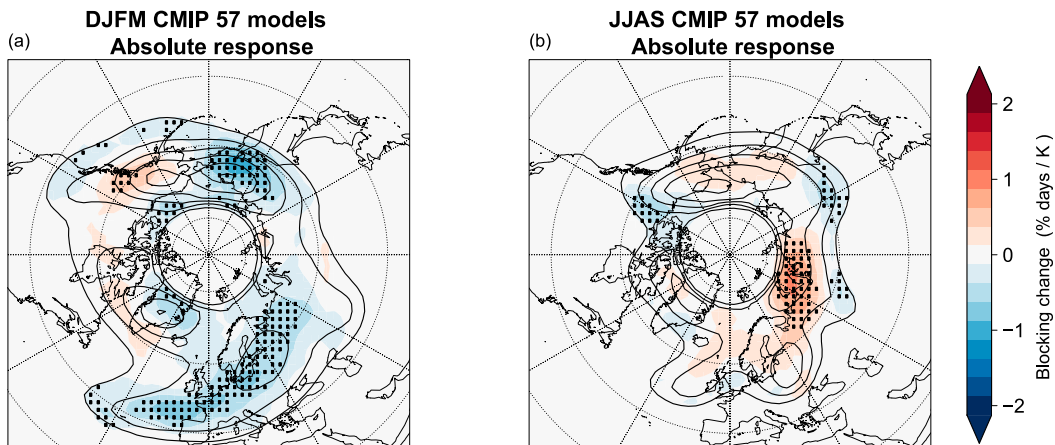 DJFM CMIP 57 models
Absolute response
(a)
JJAS CMIP 57 models
Absolute response
(b)
2
1
0
−1
−2
Blocking change (% days / K)